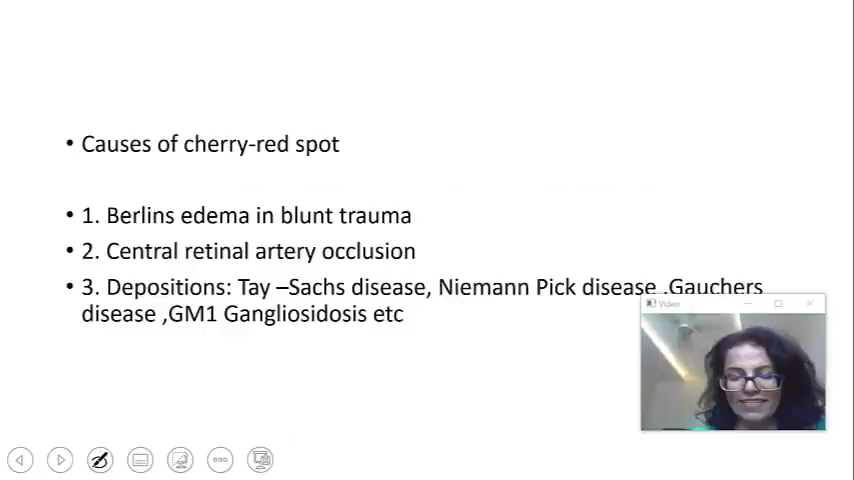 • Causes of cherry-red spot
• 1. Berlins edema in blunt trauma
• 2. Central retinal artery occlusion
• 3. Depositions: Tay –Sachs disease, Niemann Pick disease ,Gauchers
disease ,GM1 Gangliosidosis etc
Video